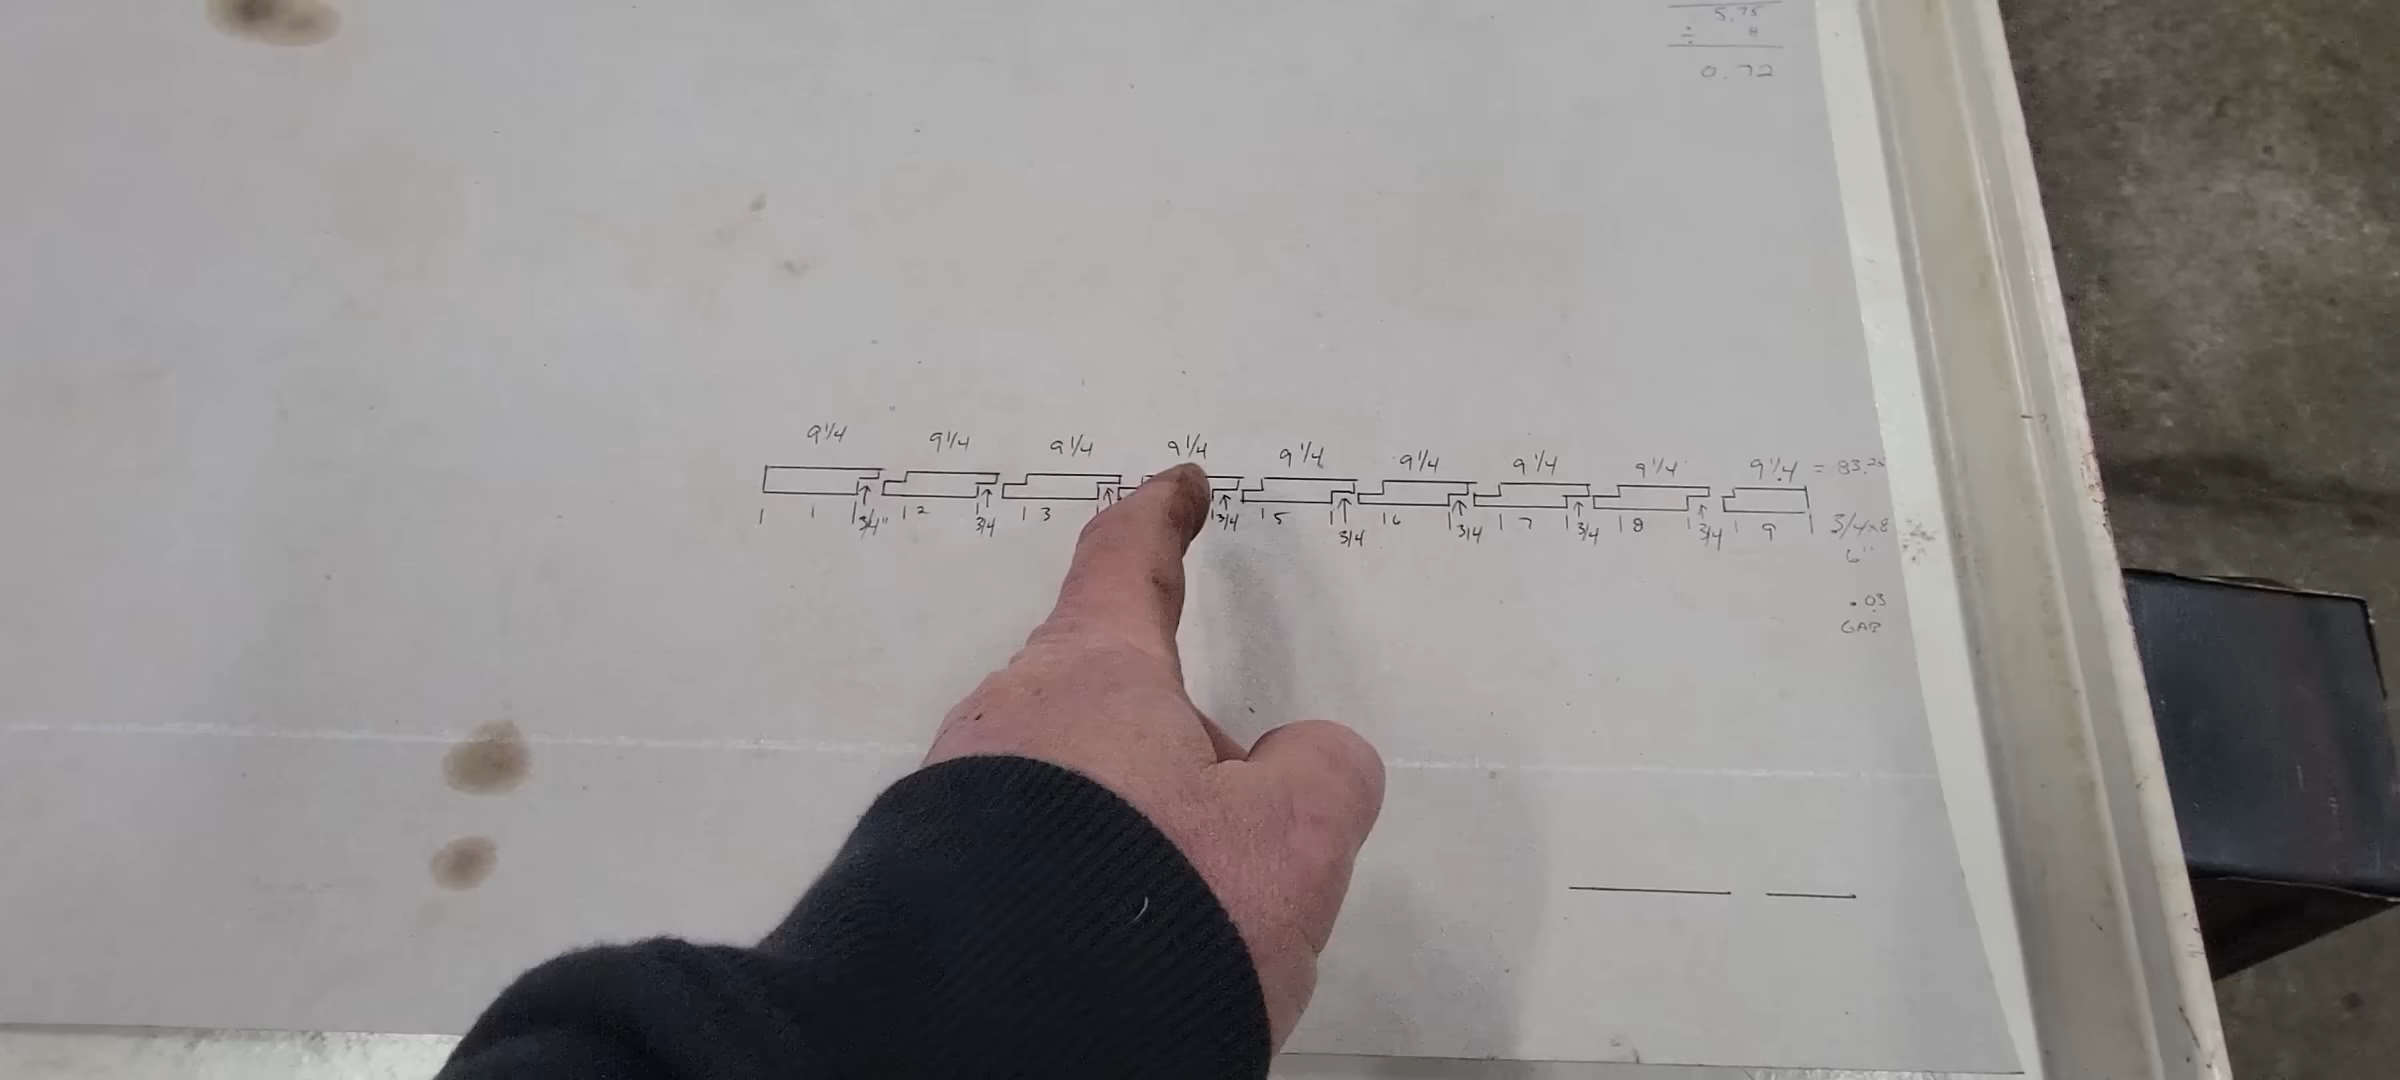 5.75
÷ 8
0.72
9 1/4 9 1/4 9 1/4 9 1/4 9 1/4 9 1/4 9 1/4 9 1/4 9 1/4 = 83.25
1 3/4" 2 3/4 3 3/4 5 3/4 6 3/4 7 3/4 8 3/4 9 3/4x8
6"
.03
GAP